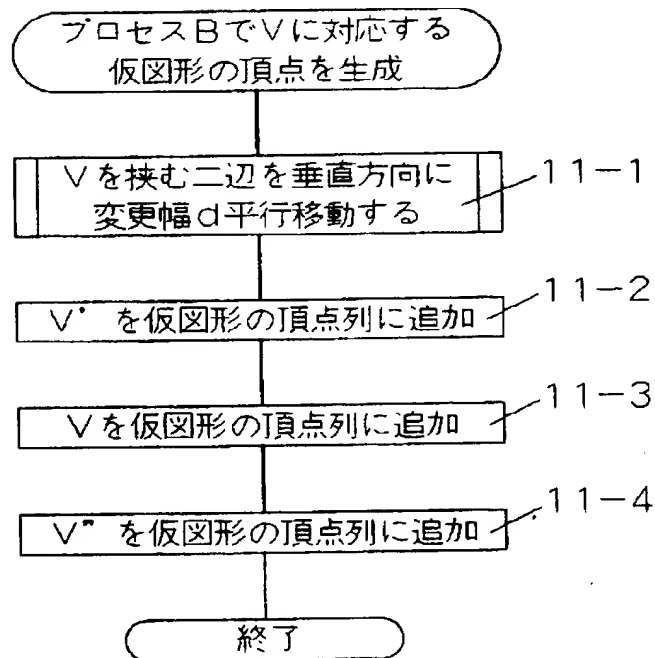 プロセスBでVに対応する
仮図形の頂点を生成
Vを挟む二辺を垂直方向に
変更幅d平行移動する
11-1
V' を仮図形の頂点列に追加
11-2
Vを仮図形の頂点列に追加
11-3
V" を仮図形の頂点列に追加
11-4
終了